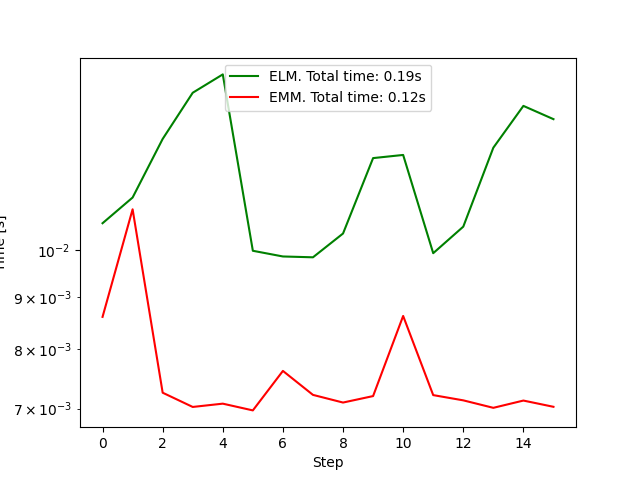 ELM. Total time: 0.19s
EMM. Total time: 0.12s
Time [s]
10⁻²
9 × 10⁻³
8 × 10⁻³
7 × 10⁻³
0 2 4 6 8 10 12 14
Step